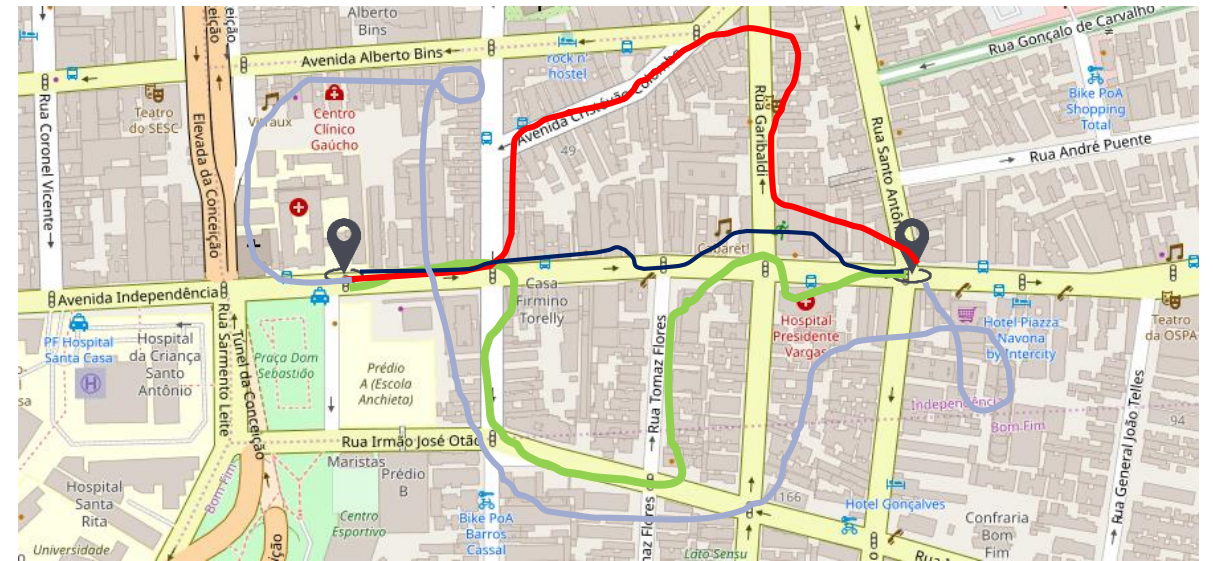 Alberto
Bins
Avenida Alberto Bins
rock n'
hostel
Rua Gonçalo de Carvalho
Bike PoA
Shopping
Total
Teatro
do SESC
Centro
Clínico
Gaúcho
Avenida Cristóvão Colombo
49
Rua Coronel Vicente
Elevada da Conceição
Rua Garibaldi
Rua Santo Antônio
Rua André Puente
Cabaret!
Avenida Independência
Casa
Firmino
Torelly
PF Hospital
Santa Casa
Hospital
da Criança
Santo
Antônio
H
Rua Sarmento Leite
Túnel da Conceição
Praça Dom
Sebastião
Prédio
A (Escola
Anchieta)
Rua Tomaz Flores
Hospital
Presidente
Vargas
Hotel Piazza
Navona
by Intercity
Teatro
da OSPA
Independência
Bom Fim
94
Rua General João Telles
Rua Irmão José Otão
Maristas
Prédio
B
Hospital
Santa
Rita
Bom Fim
Centro
Esportivo
Bike PoA
Barros
Cassal
1166
Hotel Gonçalves
Confraria
Bom
Fim
Universidade
Lato Sensu